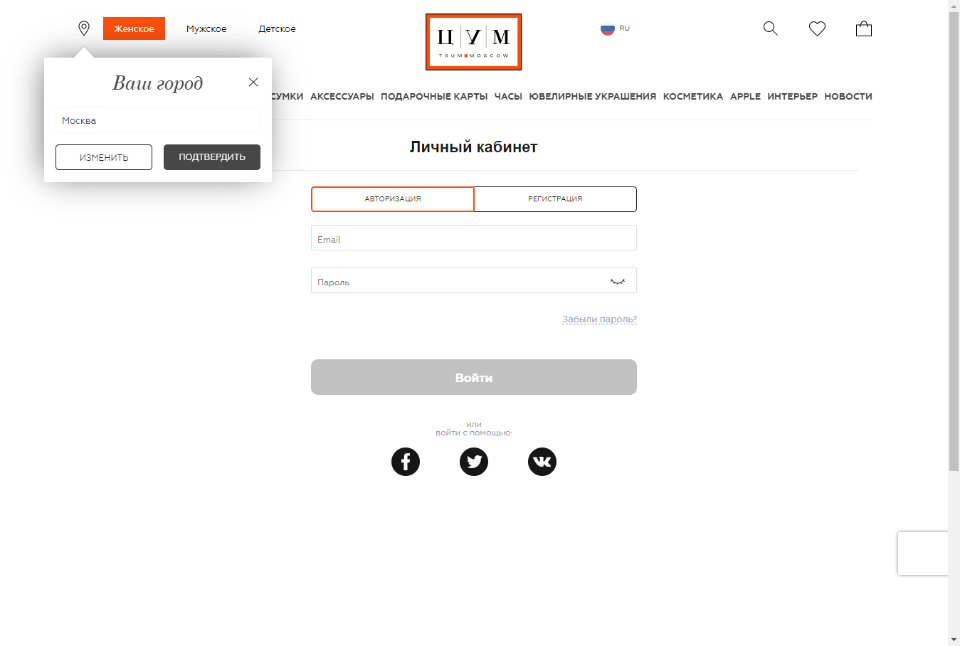 Женское Мужское Детское
Ц У М
TSUM MOSCOW
RU
Ваш город
Москва
ИЗМЕНИТЬ ПОДТВЕРДИТЬ
СУМКИ АКСЕССУАРЫ ПОДАРОЧНЫЕ КАРТЫ ЧАСЫ ЮВЕЛИРНЫЕ УКРАШЕНИЯ КОСМЕТИКА APPLE ИНТЕРЬЕР НОВОСТИ
Личный кабинет
АВТОРИЗАЦИЯ РЕГИСТРАЦИЯ
Email
Пароль
Забыли пароль?
Войти
или
войти с помощью: